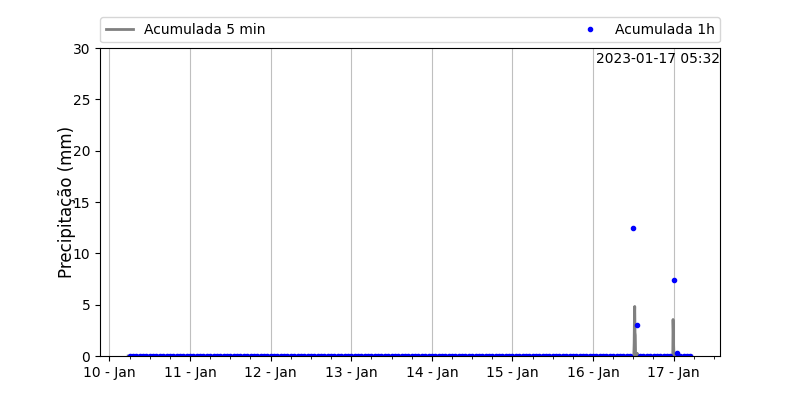 Acumulada 5 min
Acumulada 1h
2023-01-17 05:32
Precipitação (mm)
30
25
20
15
10
5
0
10 - Jan
11 - Jan
12 - Jan
13 - Jan
14 - Jan
15 - Jan
16 - Jan
17 - Jan